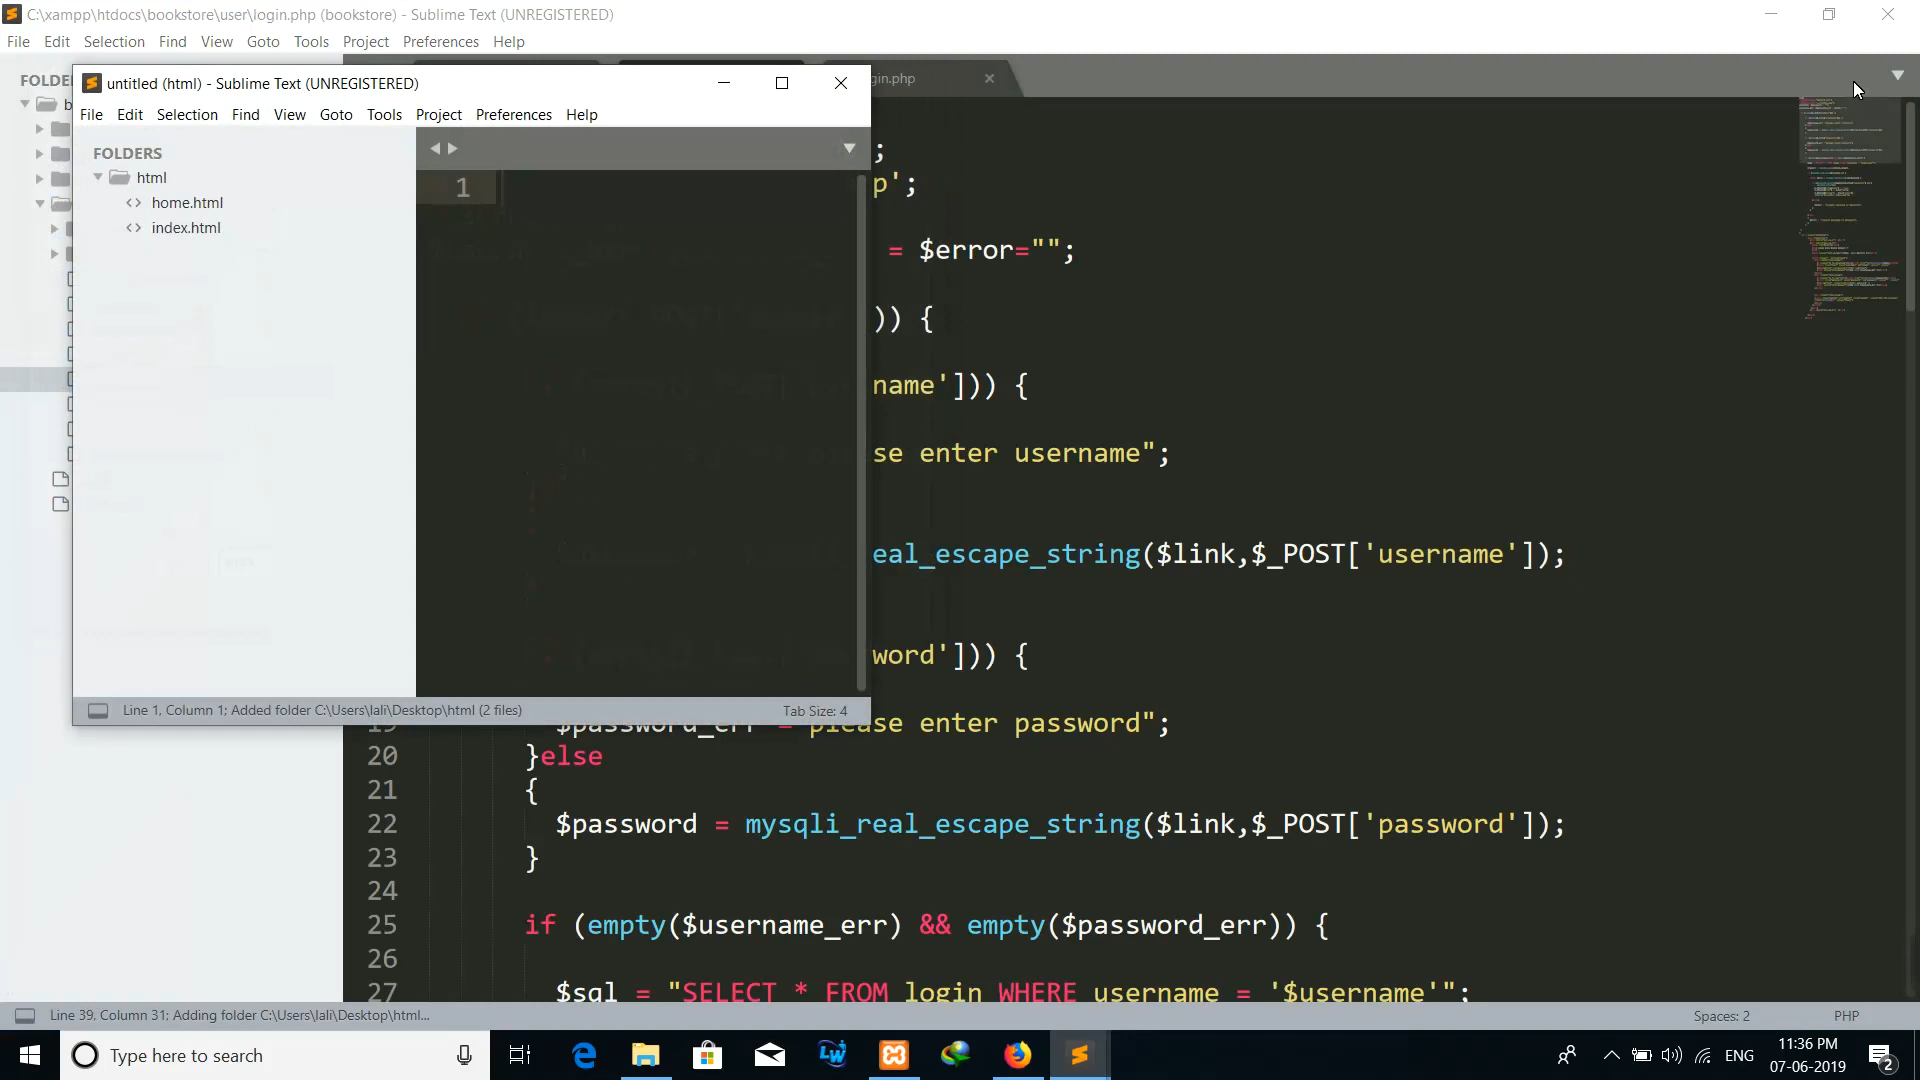 C:\xampp\htdocs\bookstore\user\login.php (bookstore) - Sublime Text (UNREGISTERED)
File Edit Selection Find View Goto Tools Project Preferences Help
untitled (html) - Sublime Text (UNREGISTERED)
File Edit Selection Find View Goto Tools Project Preferences Help
FOLDERS
html
home.html
index.html
1
Line 1, Column 1; Added folder C:\Users\lali\Desktop\html (2 files)
Tab Size: 4
;
p';
= $error="";
)) {
name'])) {
se enter username";
eal_escape_string($link,$_POST['username']);
word'])) {
please enter password";
20 }else
21 {
22 $password = mysqli_real_escape_string($link,$_POST['password']);
23 }
24
25 if (empty($username_err) && empty($password_err)) {
26
27 $sql = "SELECT * FROM login WHERE username = '$username'";
Line 39, Column 31; Adding folder C:\Users\lali\Desktop\html...
Spaces: 2
PHP
Type here to search
ENG
11:36 PM
07-06-2019
2